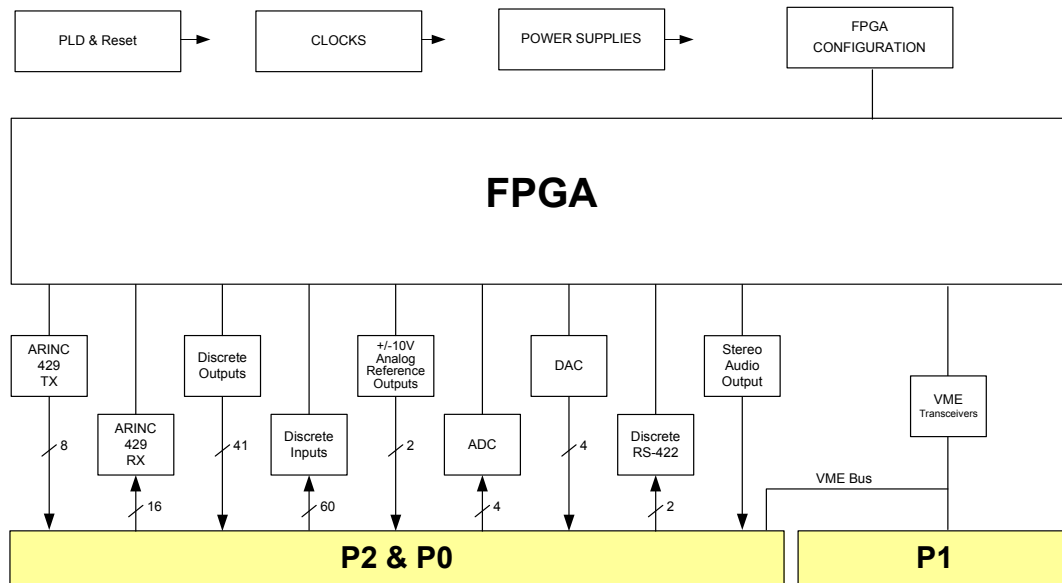 PLD & Reset
CLOCKS
POWER SUPPLIES
FPGA
CONFIGURATION
FPGA
ARINC
429
TX
ARINC
429
RX
Discrete
Outputs
Discrete
Inputs
+/-10V
Analog
Reference
Outputs
ADC
DAC
Discrete
RS-422
Stereo
Audio
Output
VME
Transceivers
8
16
41
60
2
4
4
2
VME Bus
P2 & P0
P1